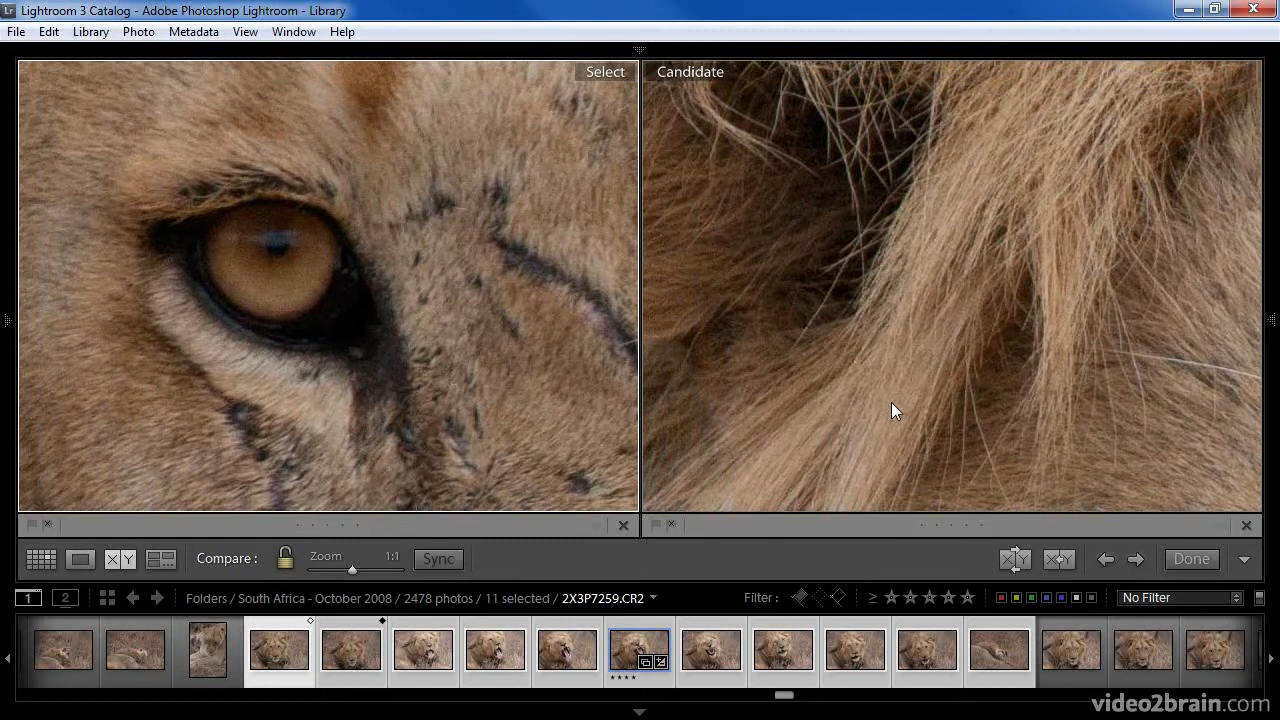 Lr Lightroom 3 Catalog - Adobe Photoshop Lightroom - Library
File Edit Library Photo Metadata View Window Help
Select Candidate
Compare : Zoom 1:1 Sync Done
1 2 Folders / South Africa - October 2008 / 2478 photos / 11 selected / 2X3P7259.CR2 Filter : ≥ No Filter
video2brain.com